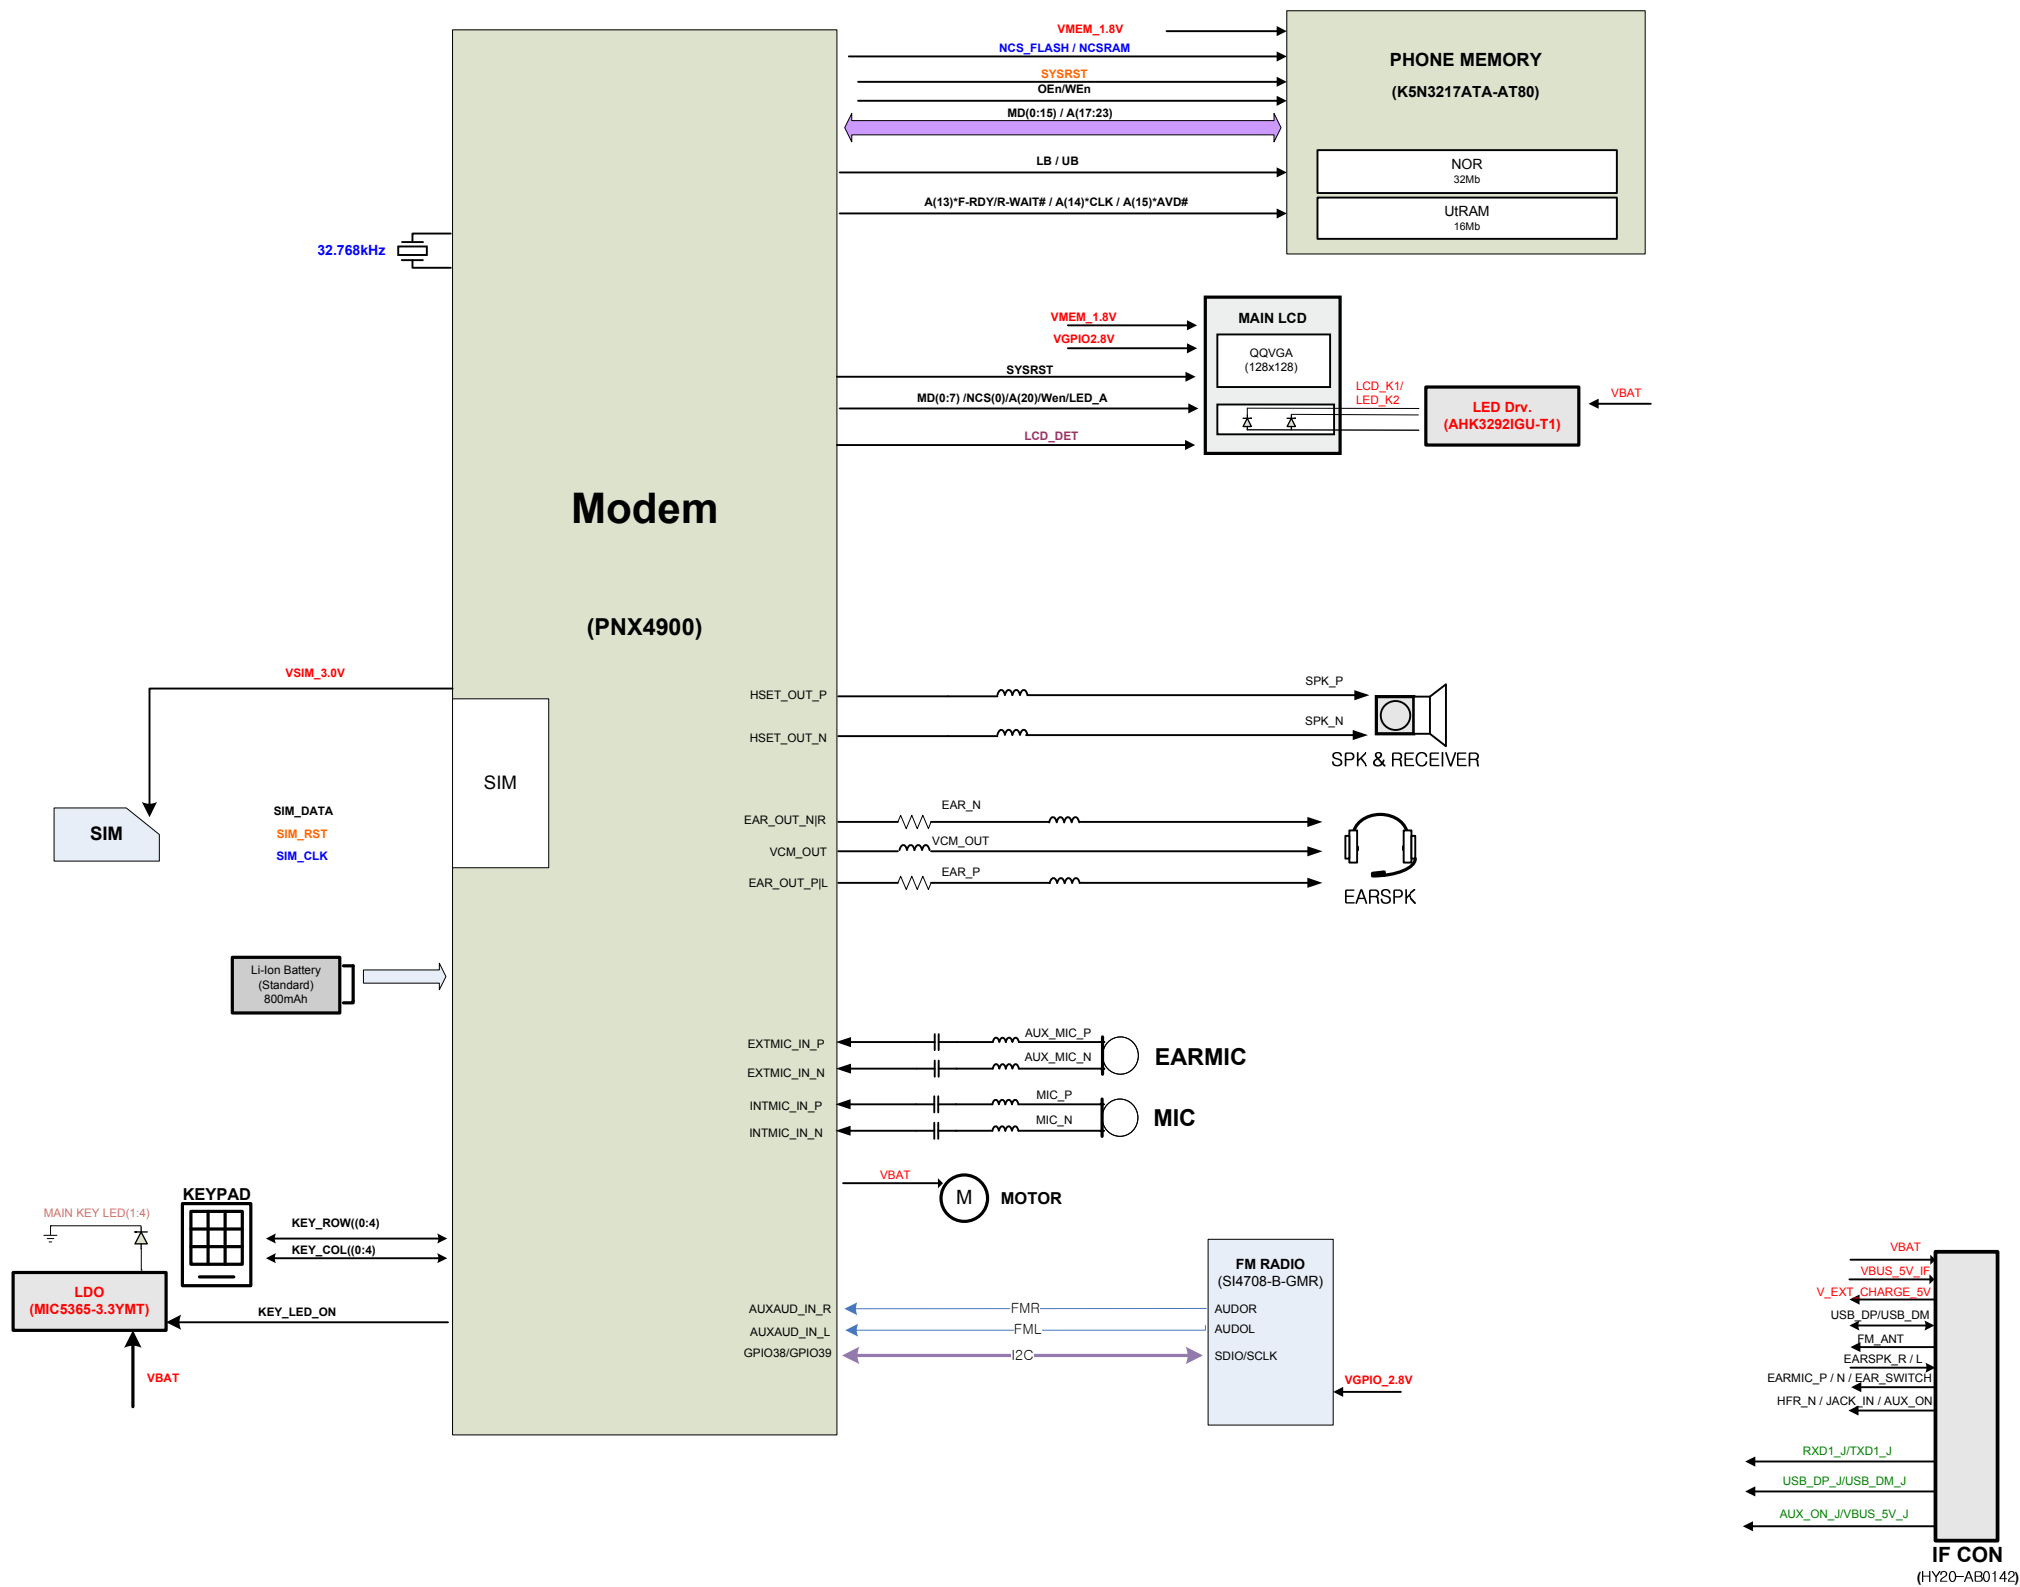 VMEM_1.8V
NCS_FLASH / NCSRAM
SYSRST
OEn/WEn
MD(0:15) / A(17:23)
LB / UB
A(13)*F-RDY/R-WAIT# / A(14)*CLK / A(15)*AVD#
PHONE MEMORY
(K5N3217ATA-AT80)
NOR
32Mb
UtRAM
16Mb
32.768kHz
VMEM_1.8V
VGPIO2.8V
SYSRST
MD(0:7) /NCS(0)/A(20)/Wen/LED_A
LCD_DET
MAIN LCD
QQVGA
(128x128)
LCD_K1/
LED_K2
LED Drv.
(AHK3292IGU-T1)
VBAT
Modem
(PNX4900)
VSIM_3.0V
SIM
SIM
SIM_DATA
SIM_RST
SIM_CLK
HSET_OUT_P
SPK_P
HSET_OUT_N
SPK_N
SPK & RECEIVER
EAR_OUT_N|R
EAR_N
VCM_OUT
VCM_OUT
EAR_OUT_P|L
EAR_P
EARSPK
Li-Ion Battery
(Standard)
800mAh
EXTMIC_IN_P
AUX_MIC_P
EXTMIC_IN_N
AUX_MIC_N
EARMIC
INTMIC_IN_P
MIC_P
INTMIC_IN_N
MIC_N
MIC
VBAT
M
MOTOR
KEYPAD
MAIN KEY LED(1:4)
KEY_ROW((0:4)
KEY_COL((0:4)
LDO
(MIC5365-3.3YMT)
KEY_LED_ON
VBAT
FM RADIO
(SI4708-B-GMR)
AUXAUD_IN_R
FMR
AUDOR
AUXAUD_IN_L
FML
AUDOL
GPIO38/GPIO39
I2C
SDIO/SCLK
VGPIO_2.8V
VBAT
VBUS_5V_IF
V_EXT_CHARGE_5V
USB_DP/USB_DM
FM_ANT
EARSPK_R / L
EARMIC_P / N / EAR_SWITCH
HFR_N / JACK_IN / AUX_ON
RXD1_J/TXD1_J
USB_DP_J/USB_DM_J
AUX_ON_J/VBUS_5V_J
IF CON
(HY20-AB0142)